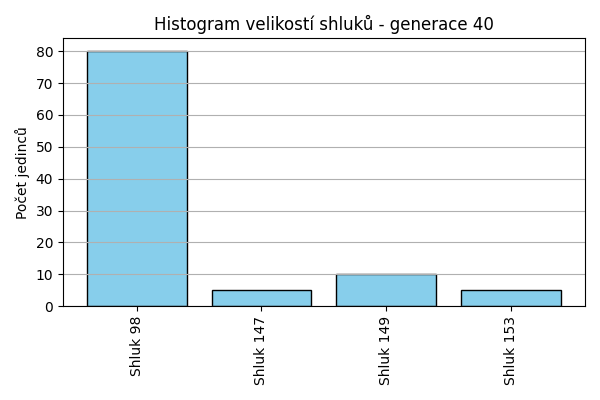 Histogram velikostí shluků - generace 40
Počet jedinců
80
70
60
50
40
30
20
10
0
Shluk 98
Shluk 147
Shluk 149
Shluk 153